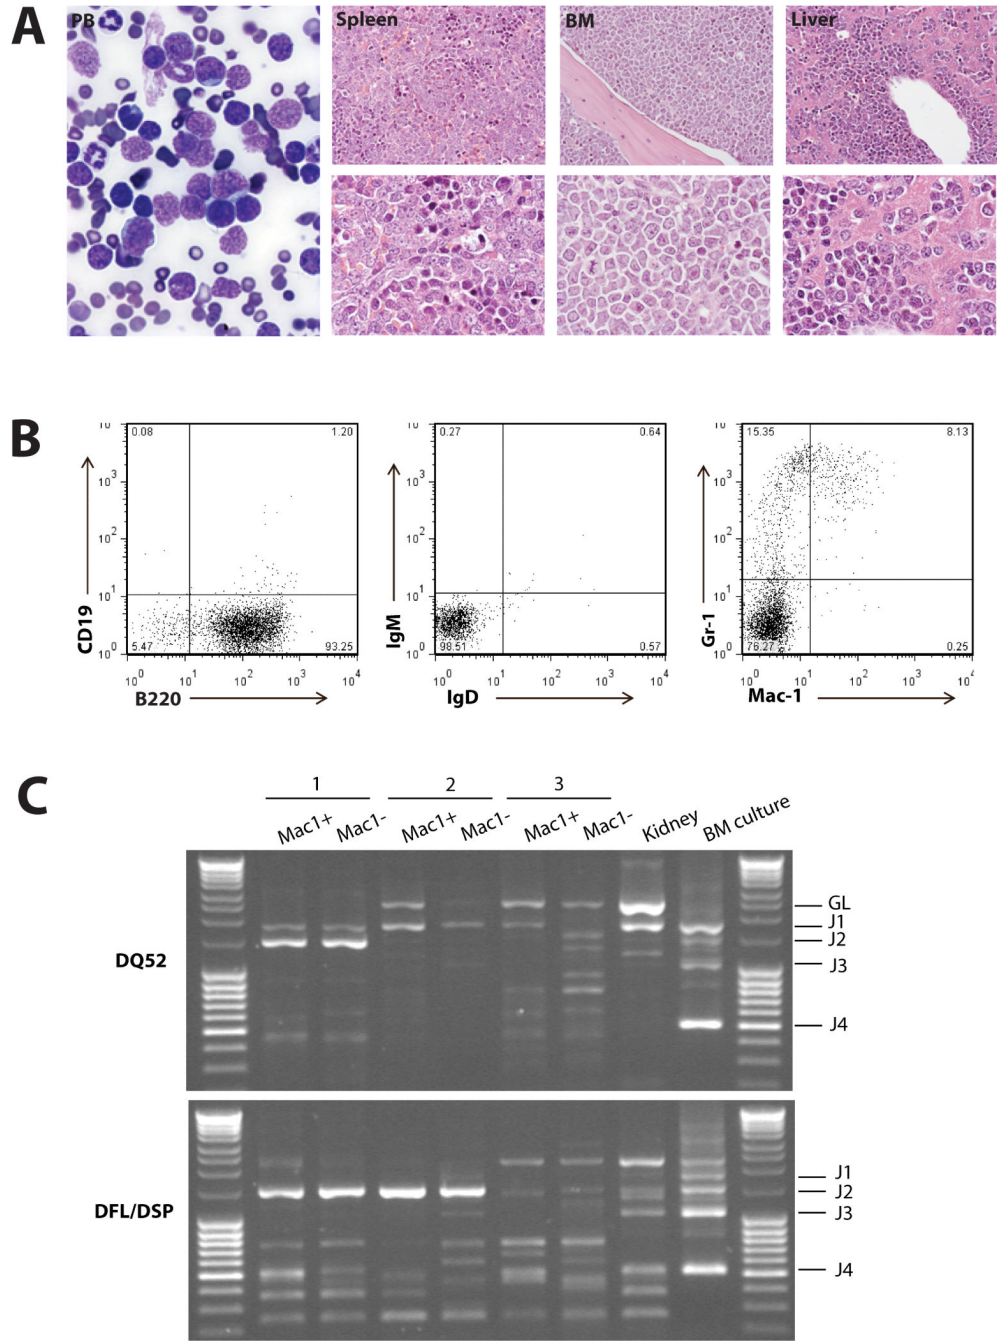 A
PB
Spleen
BM
Liver
B
0.08
1.20
5.47
93.25
10³
10²
10¹
10⁰
10⁰ 10¹ 10² 10³ 10⁴
CD19
B220
0.27
0.64
98.51
0.57
10³
10²
10¹
10⁰
10⁰ 10¹ 10² 10³ 10⁴
IgM
IgD
15.35
8.13
76.27
0.25
10³
10²
10¹
10⁰
10⁰ 10¹ 10² 10³ 10⁴
Gr-1
Mac-1
C
1 2 3
Mac1+ Mac1- Mac1+ Mac1- Mac1+ Mac1- Kidney BM culture
DQ52
GL
J1
J2
J3
J4
DFL/DSP
J1
J2
J3
J4